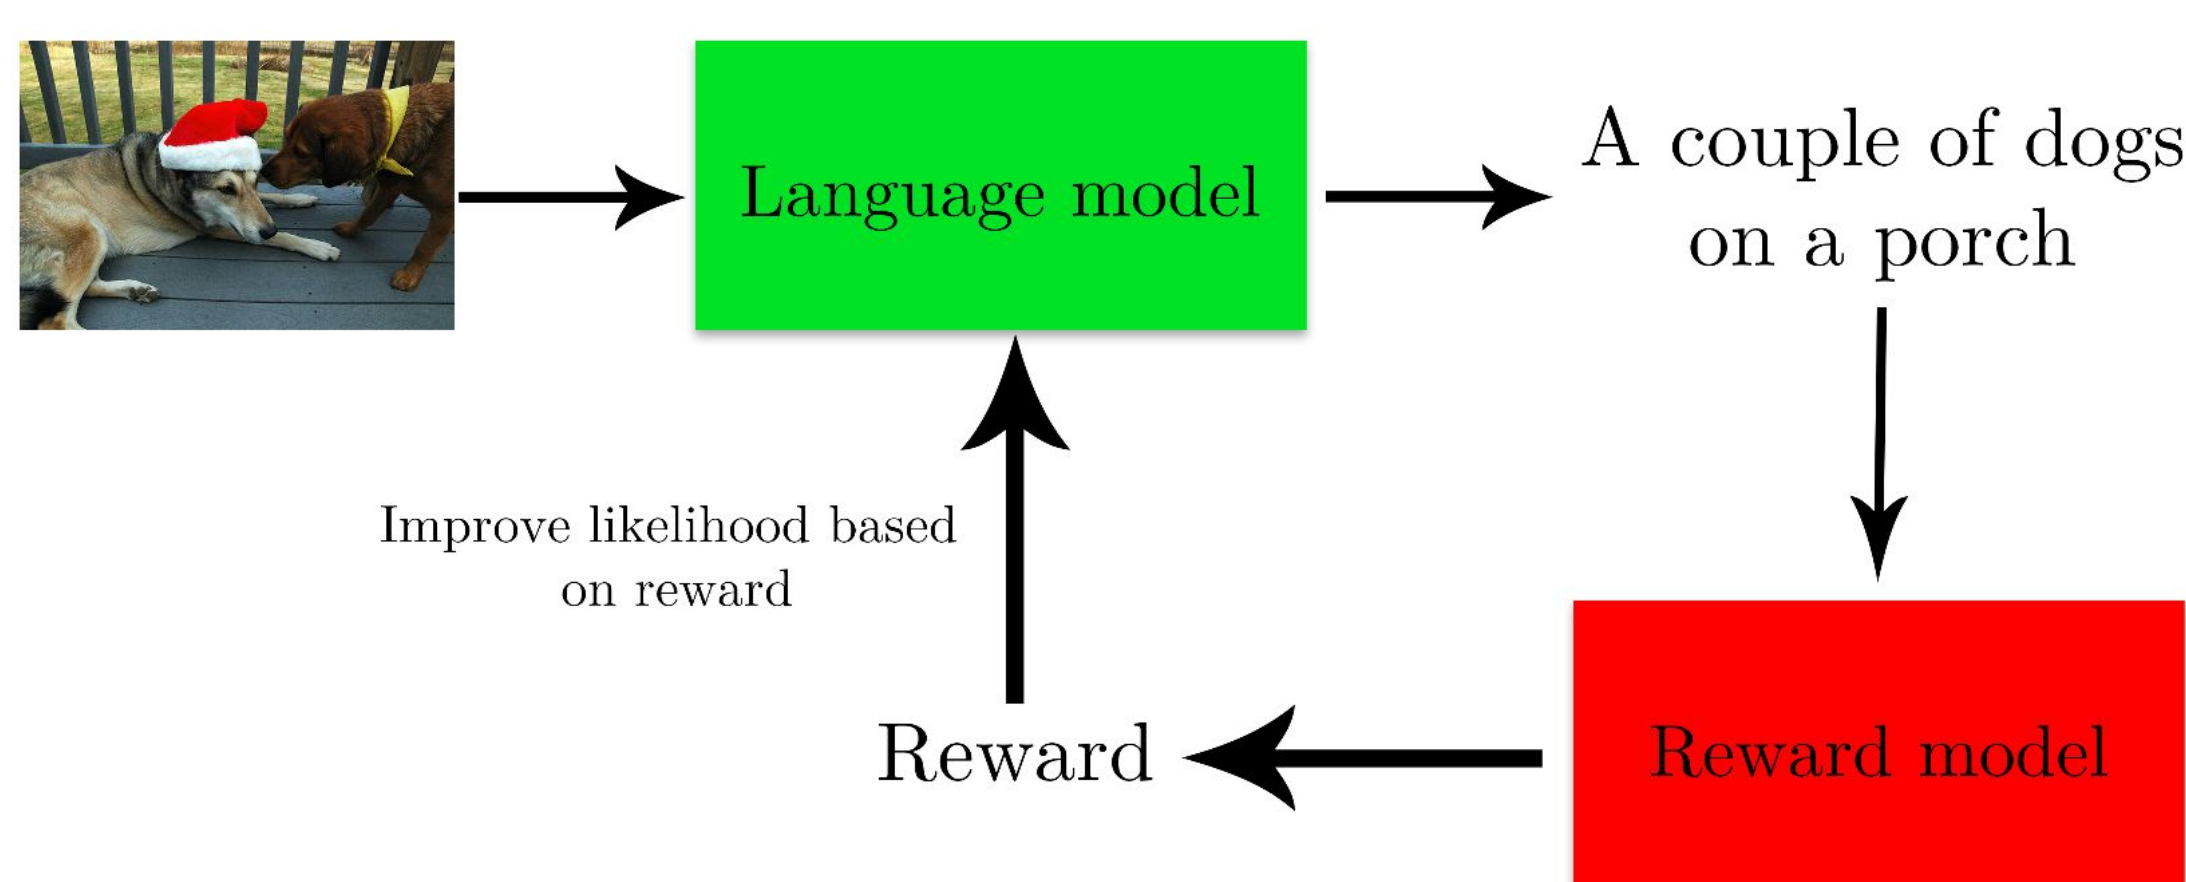 Language model
A couple of dogs
on a porch
Improve likelihood based
on reward
Reward
Reward model